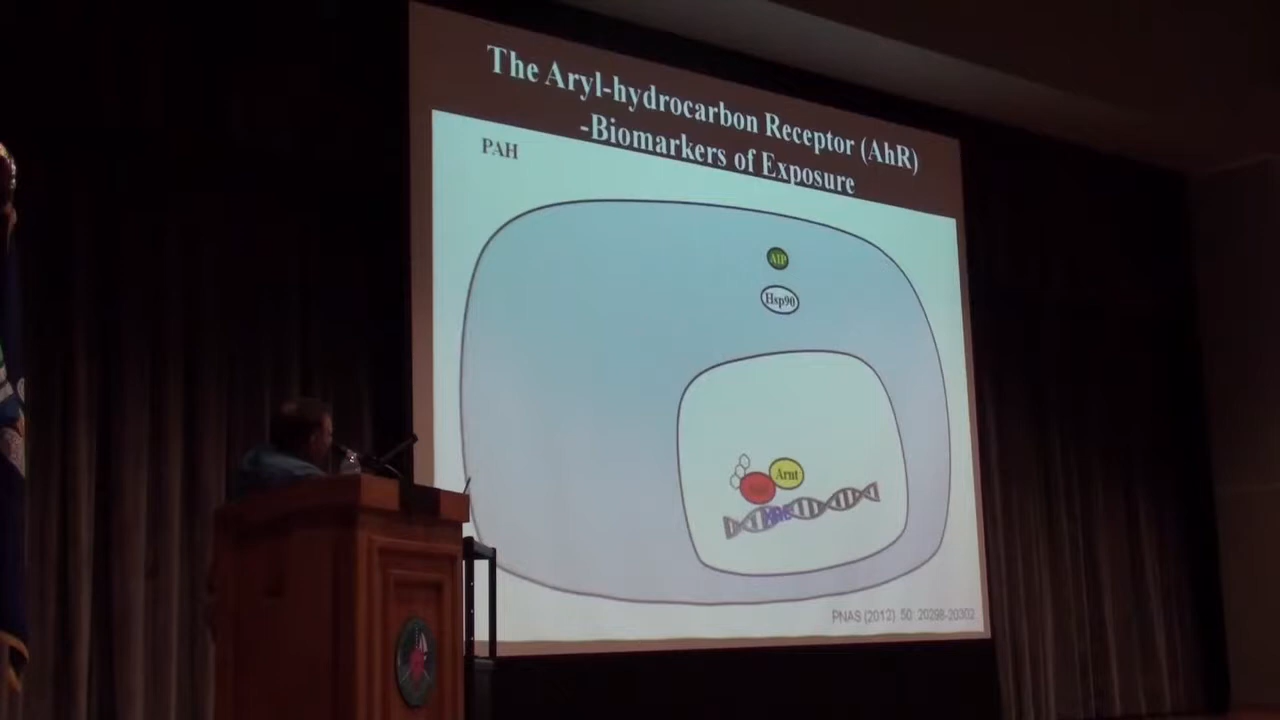 The Aryl-hydrocarbon Receptor (AhR)
-Biomarkers of Exposure
PAH
AIP
Hsp90
Arnt
PNAS (2012) 50: 20298-20302